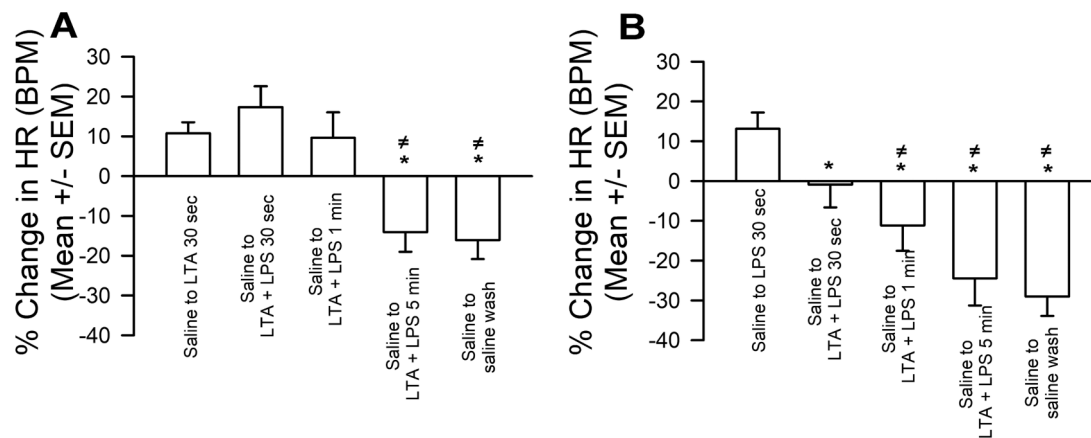 A
% Change in HR (BPM)
(Mean +/- SEM)
30
20
10
0
-10
-20
-30
-40
≠
*
≠
*
Saline to LTA 30 sec
Saline to
LTA + LPS 30 sec
Saline to
LTA + LPS 1 min
Saline to
LTA + LPS 5 min
Saline to
saline wash
B
% Change in HR (BPM)
(Mean +/- SEM)
30
20
10
0
-10
-20
-30
-40
*
≠
*
≠
*
≠
*
Saline to LPS 30 sec
Saline to
LTA + LPS 30 sec
Saline to
LTA + LPS 1 min
Saline to
LTA + LPS 5 min
Saline to
saline wash